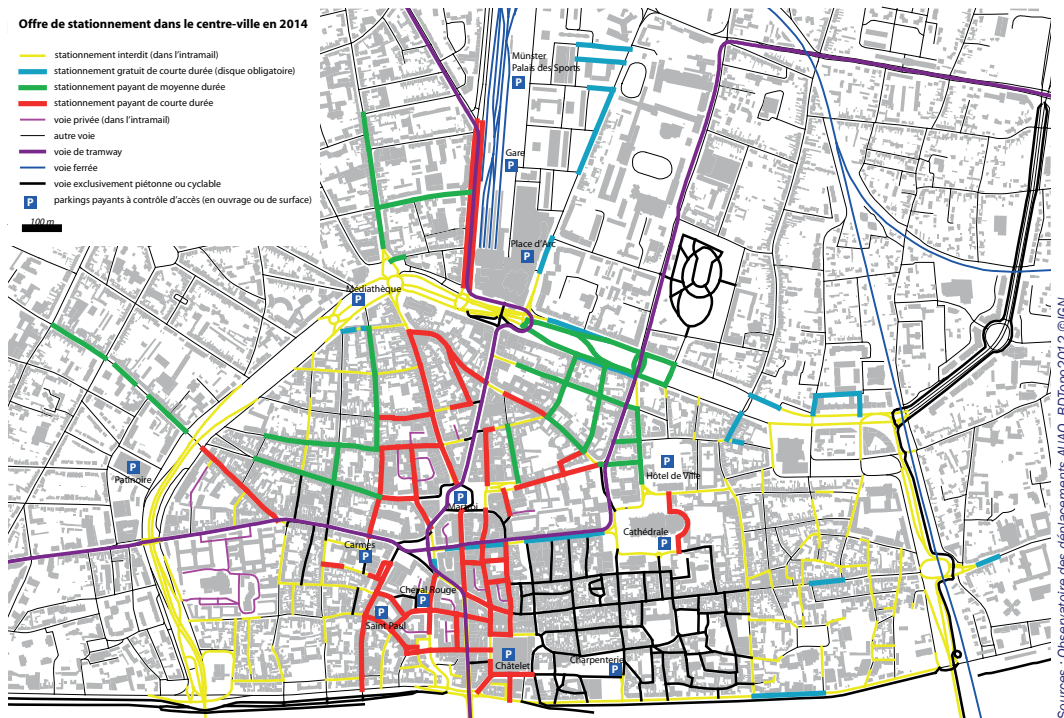 Offre de stationnement dans le centre-ville en 2014
stationnement interdit (dans l'intramail)
stationnement gratuit de courte durée (disque obligatoire)
stationnement payant de moyenne durée
stationnement payant de courte durée
voie privée (dans l'intramail)
autre voie
voie de tramway
voie ferrée
voie exclusivement piétonne ou cyclable
P parkings payants à contrôle d'accès (en ouvrage ou de surface)
100 m
Münster
Palais des Sports
P
Gare
P
Place d'Arc
P
Médiathèque
P
Patinoire
P
Hôtel de Ville
P
Martroi
P
Cathédrale
P
Carmes
P
Cheval Rouge
P
Saint Paul
P
Châtelet
P
Charpenterie
P
Sources : Observatoire des déplacements, AUAO, BDTopo2012 ©IGN